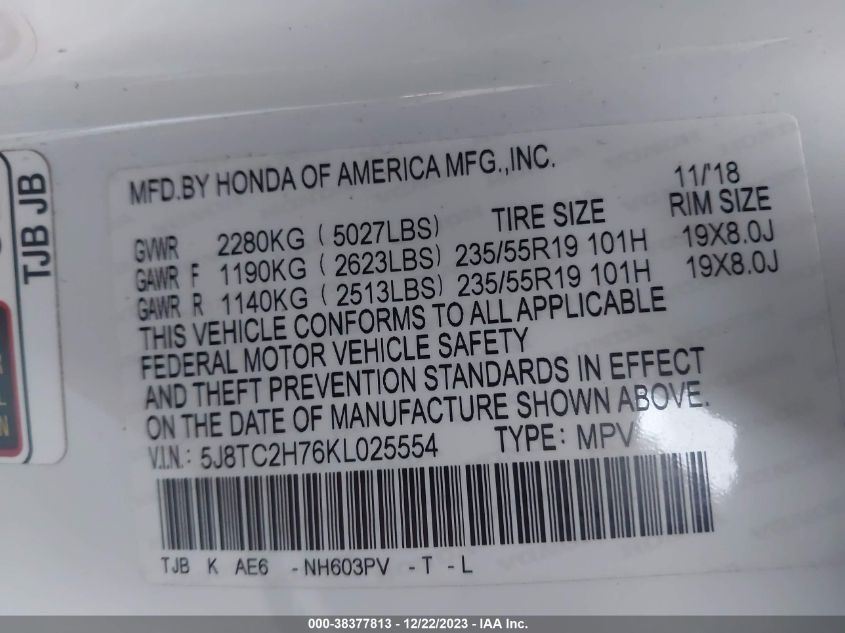 TJB JB
MFD.BY HONDA OF AMERICA MFG.,INC. 11/'18
GVWR 2280KG ( 5027LBS) TIRE SIZE RIM SIZE
GAWR F 1190KG ( 2623LBS) 235/55R19 101H 19X8.0J
GAWR R 1140KG ( 2513LBS) 235/55R19 101H 19X8.0J
THIS VEHICLE CONFORMS TO ALL APPLICABLE
FEDERAL MOTOR VEHICLE SAFETY
AND THEFT PREVENTION STANDARDS IN EFFECT
ON THE DATE OF MANUFACTURE SHOWN ABOVE.
V.I.N.: 5J8TC2H76KL025554 TYPE: MPV
TJB K AE6 -NH603PV -T -L
000-38377813 - 12/22/2023 - IAA Inc.